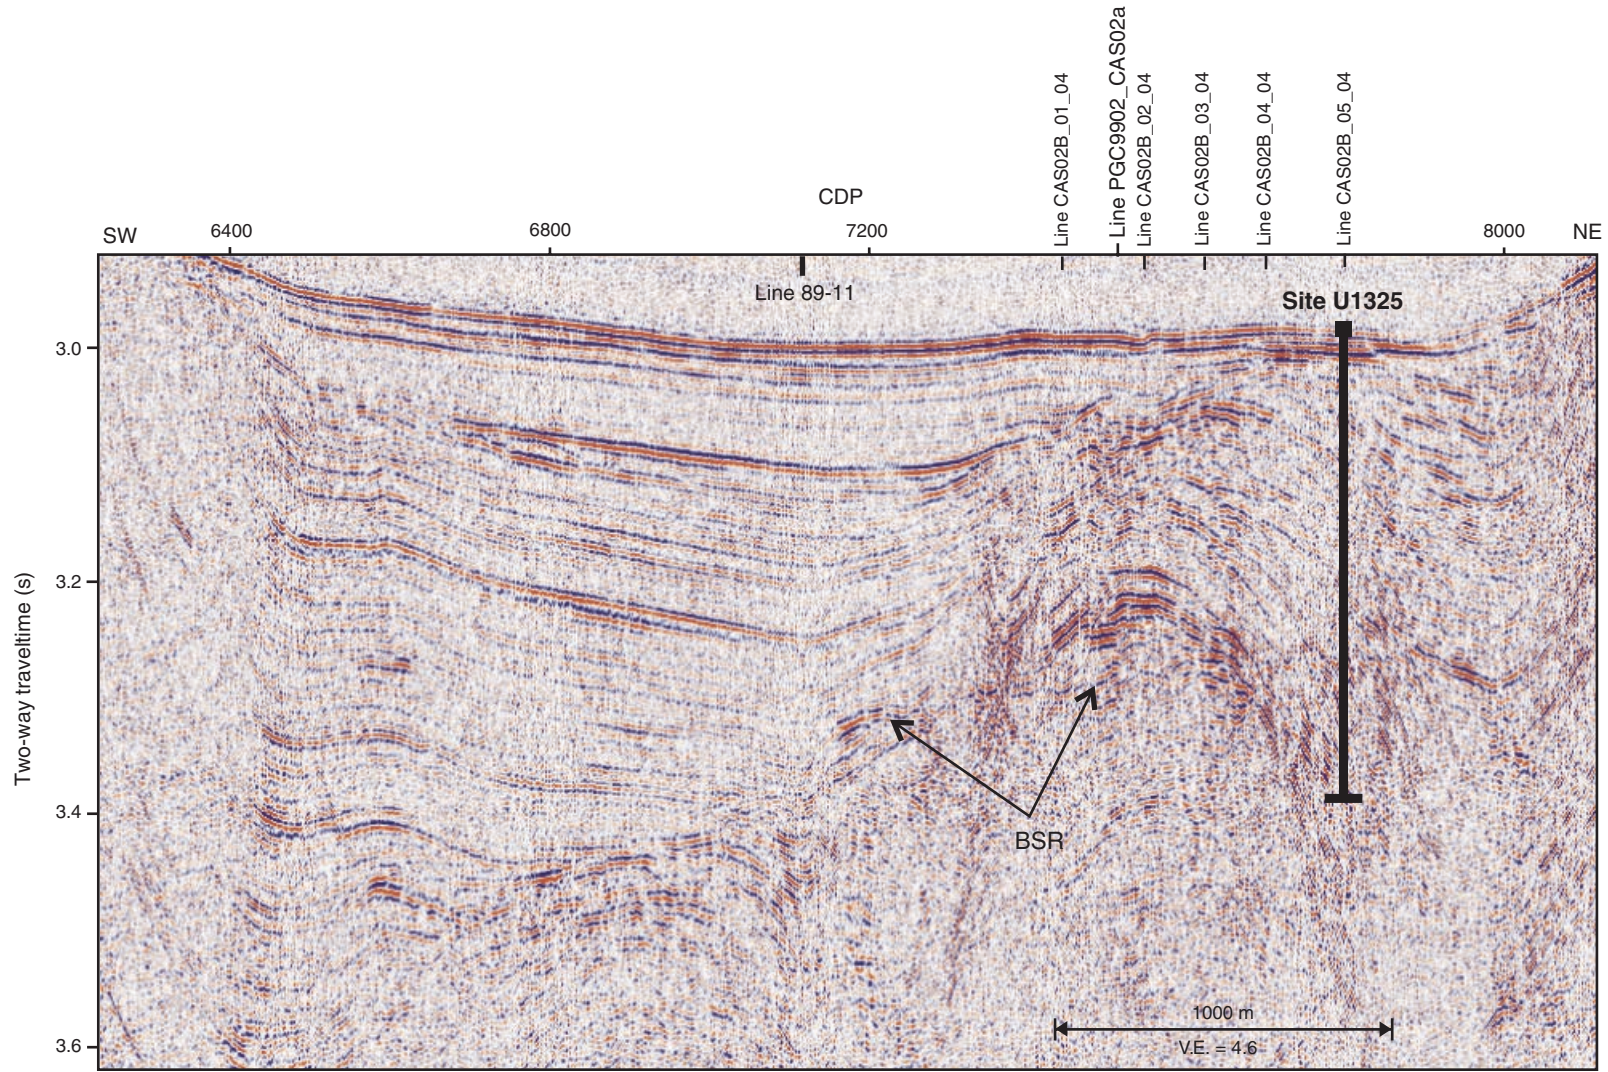 Line CAS02B_01_04
Line PGC9902_CAS02a
Line CAS02B_02_04
Line CAS02B_03_04
Line CAS02B_04_04
Line CAS02B_05_04
CDP
SW
6400
6800
7200
8000
NE
Line 89-11
Site U1325
3.0
3.2
3.4
3.6
Two-way traveltime (s)
BSR
1000 m
V.E. = 4.6